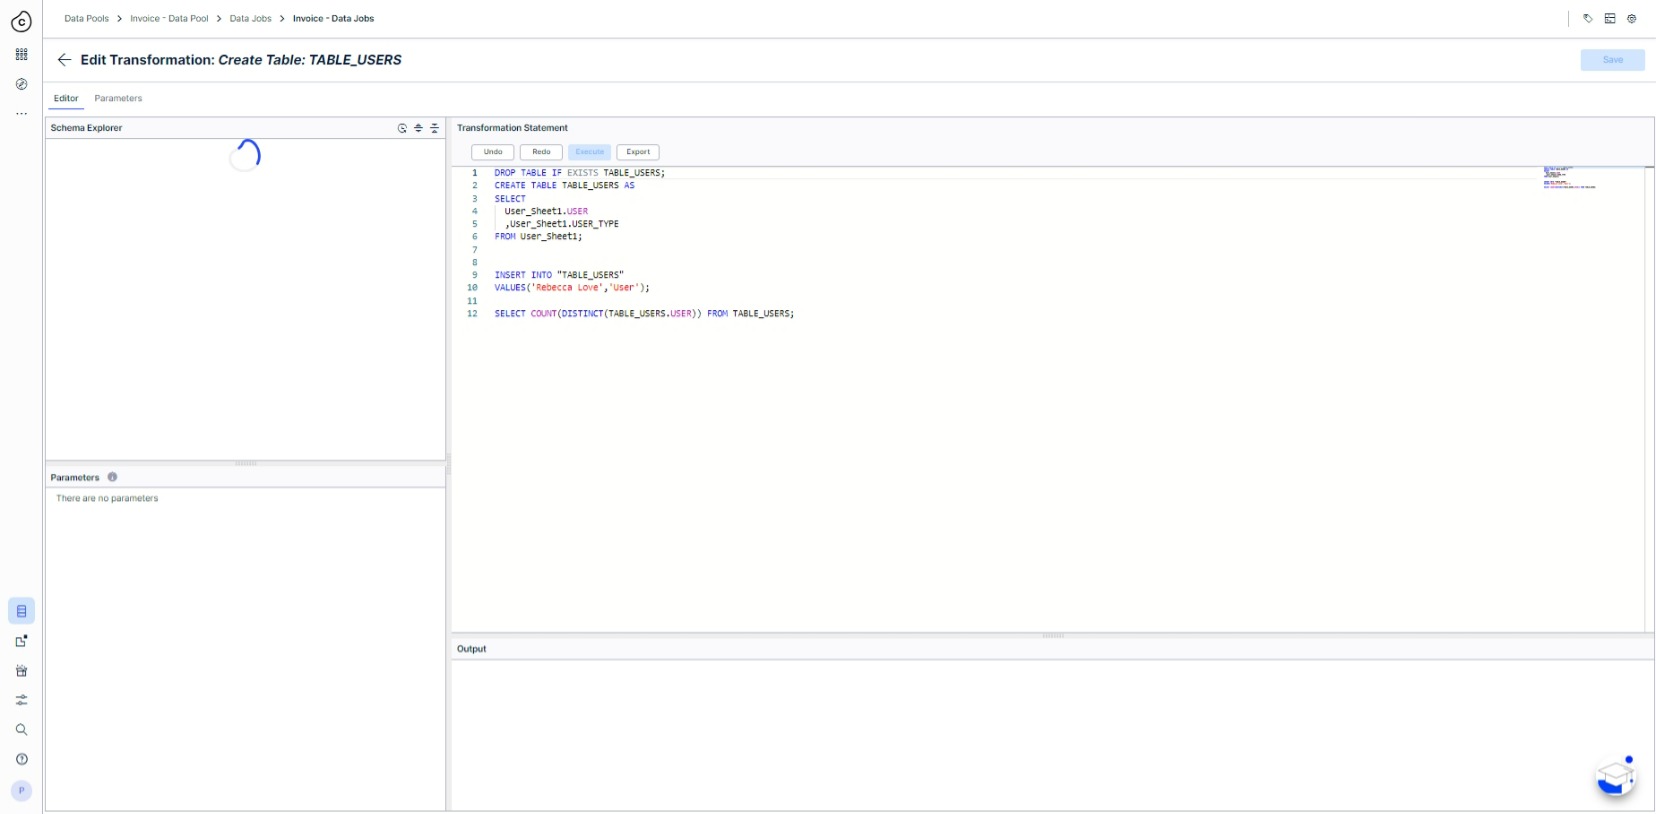 C
Data Pools > Invoice - Data Pool > Data Jobs > Invoice - Data Jobs
Edit Transformation: Create Table: TABLE_USERS
Save
Editor Parameters
Schema Explorer
Transformation Statement
Undo Redo Execute Export
1 DROP TABLE IF EXISTS TABLE_USERS;
2 CREATE TABLE TABLE_USERS AS
3 SELECT
4 User_Sheet1.USER
5 ,User_Sheet1.USER_TYPE
6 FROM User_Sheet1;
7
8
9 INSERT INTO "TABLE_USERS"
10 VALUES('Rebecca Love','User');
11
12 SELECT COUNT(DISTINCT(TABLE_USERS.USER)) FROM TABLE_USERS;
Parameters
There are no parameters
Output
P